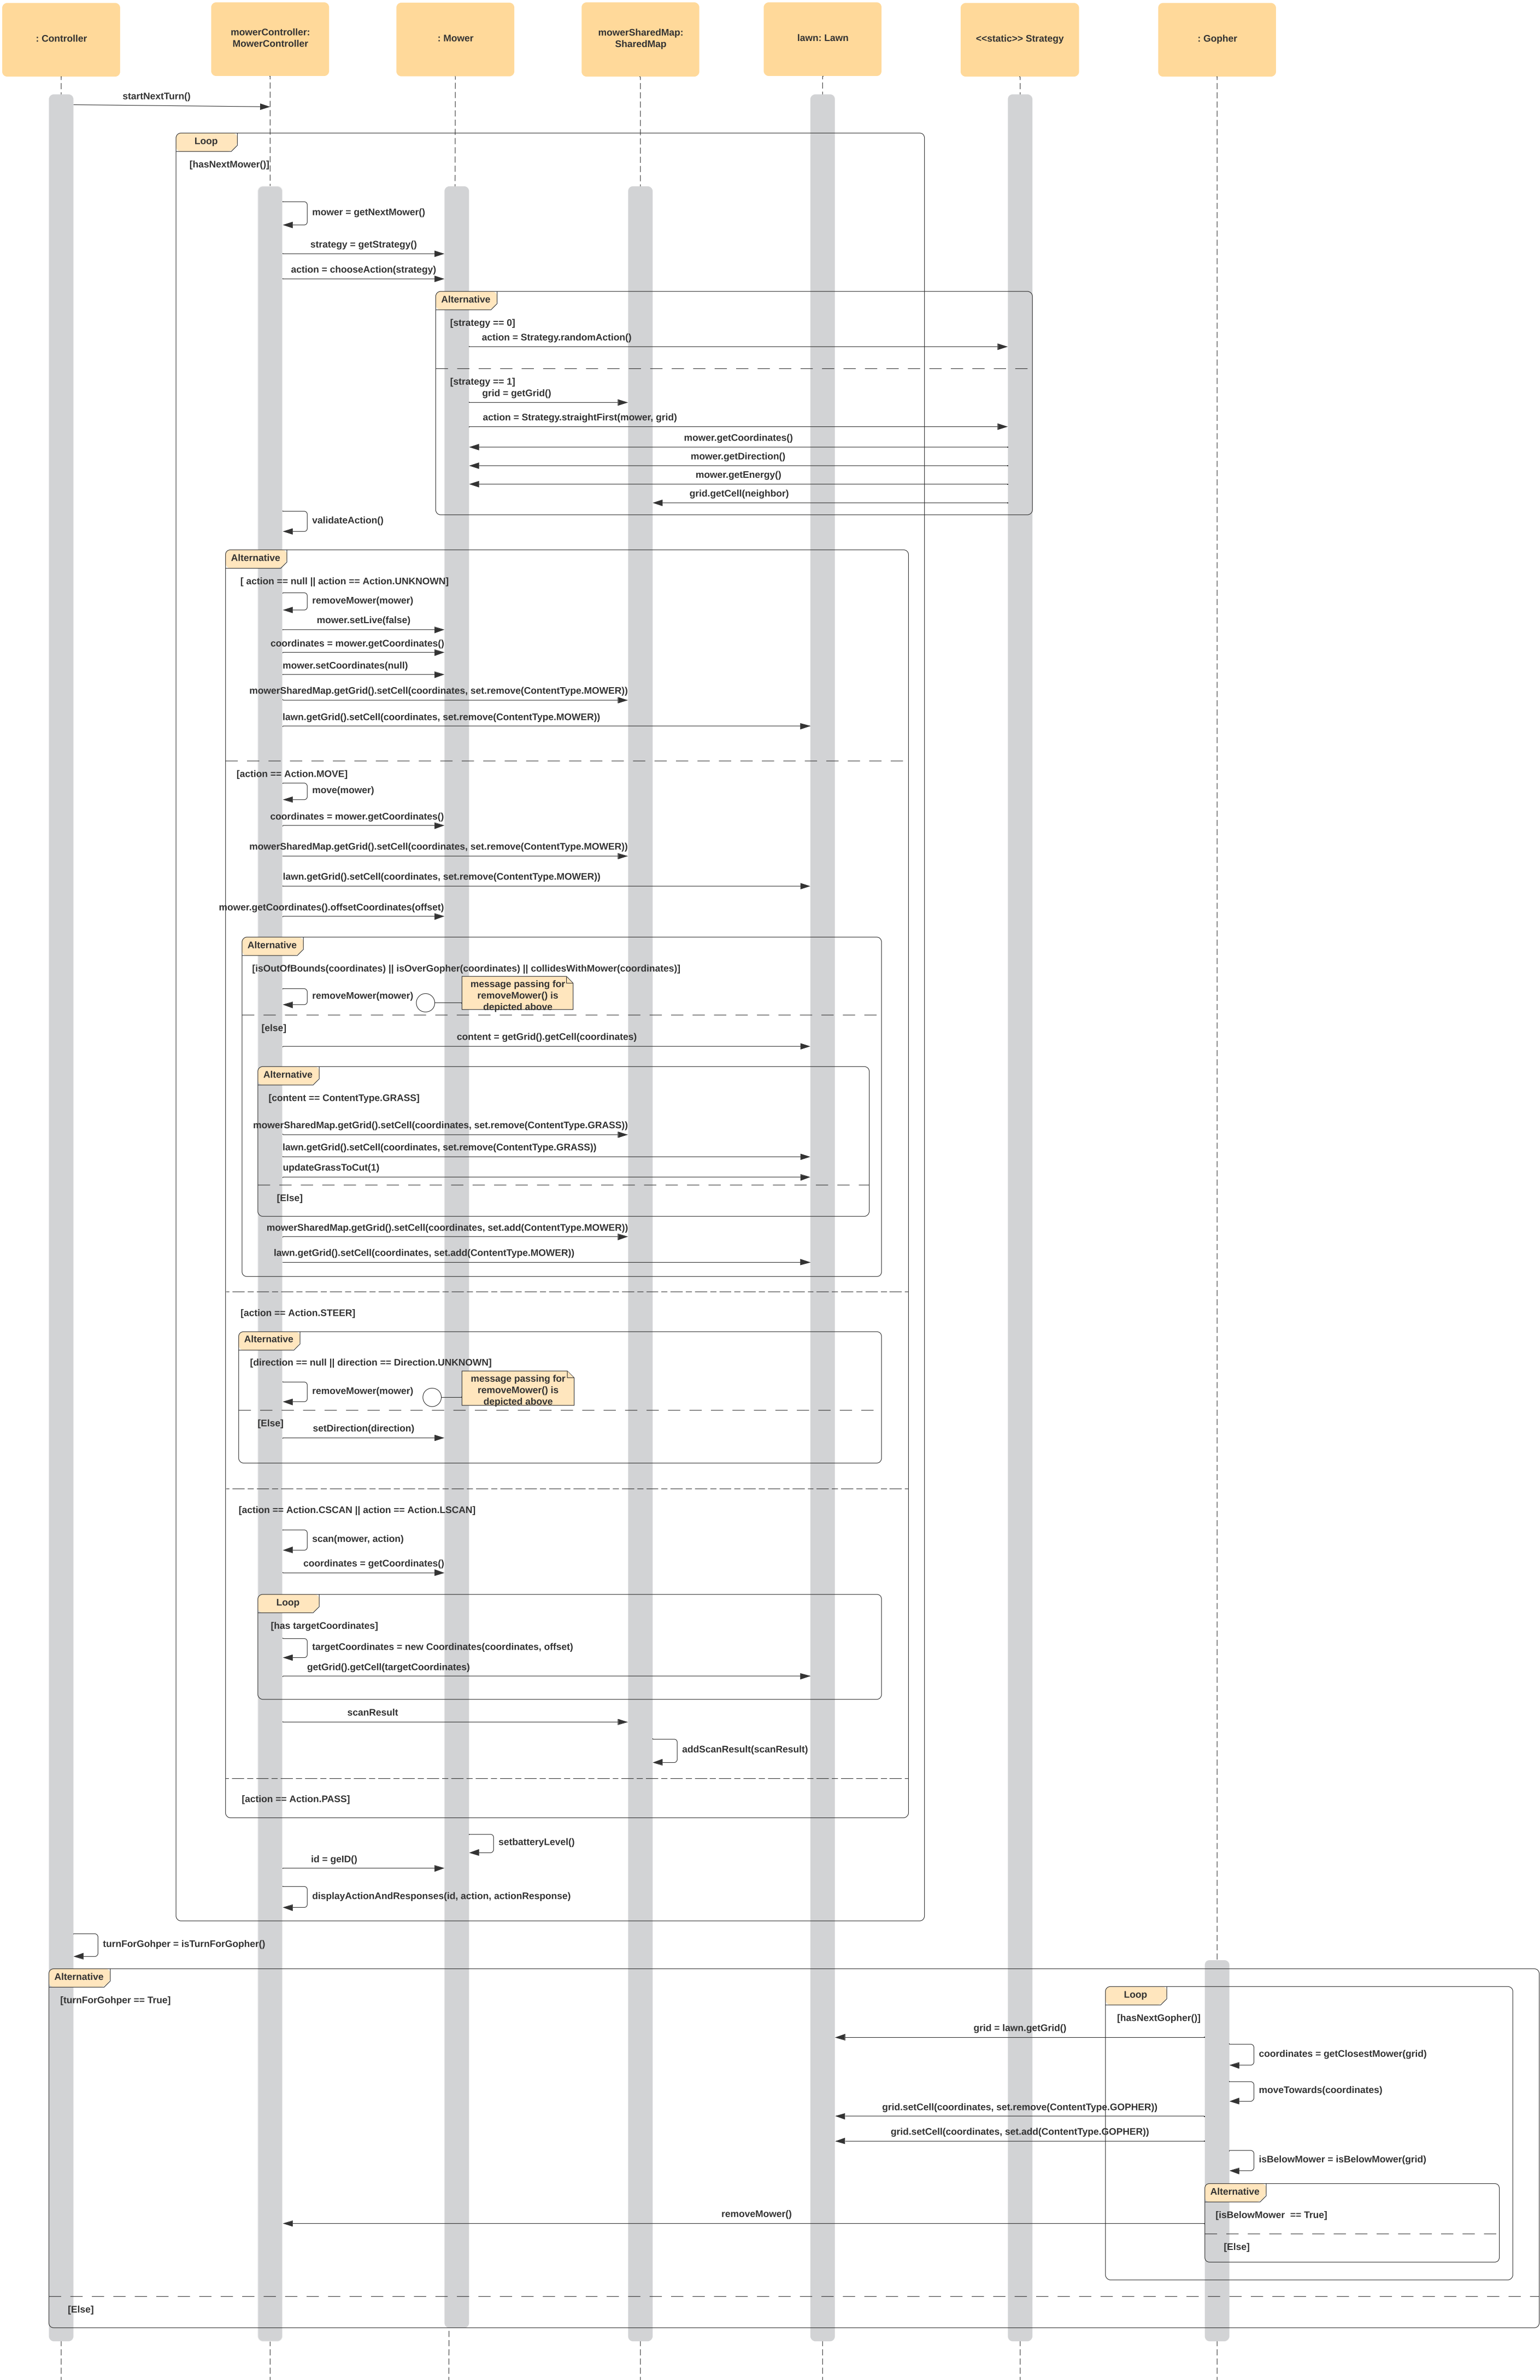 : Controller
mowerController:
MowerController
: Mower
mowerSharedMap:
SharedMap
lawn: Lawn
<<static>> Strategy
: Gopher
startNextTurn()
Loop
[hasNextMower()]
mower = getNextMower()
strategy = getStrategy()
action = chooseAction(strategy)
Alternative
[strategy == 0]
action = Strategy.randomAction()
[strategy == 1]
grid = getGrid()
action = Strategy.straightFirst(mower, grid)
mower.getCoordinates()
mower.getDirection()
mower.getEnergy()
grid.getCell(neighbor)
validateAction()
Alternative
[ action == null || action == Action.UNKNOWN]
removeMower(mower)
mower.setLive(false)
coordinates = mower.getCoordinates()
mower.setCoordinates(null)
mowerSharedMap.getGrid().setCell(coordinates, set.remove(ContentType.MOWER))
lawn.getGrid().setCell(coordinates, set.remove(ContentType.MOWER))
[action == Action.MOVE]
move(mower)
coordinates = mower.getCoordinates()
mowerSharedMap.getGrid().setCell(coordinates, set.remove(ContentType.MOWER))
lawn.getGrid().setCell(coordinates, set.remove(ContentType.MOWER))
mower.getCoordinates().offsetCoordinates(offset)
Alternative
[isOutOfBounds(coordinates) || isOverGopher(coordinates) || collidesWithMower(coordinates)]
removeMower(mower)
message passing for
removeMower() is
depicted above
[else]
content = getGrid().getCell(coordinates)
Alternative
[content == ContentType.GRASS]
mowerSharedMap.getGrid().setCell(coordinates, set.remove(ContentType.GRASS))
lawn.getGrid().setCell(coordinates, set.remove(ContentType.GRASS))
updateGrassToCut(1)
[Else]
mowerSharedMap.getGrid().setCell(coordinates, set.add(ContentType.MOWER))
lawn.getGrid().setCell(coordinates, set.add(ContentType.MOWER))
[action == Action.STEER]
Alternative
[direction == null || direction == Direction.UNKNOWN]
removeMower(mower)
message passing for
removeMower() is
depicted above
[Else]
setDirection(direction)
[action == Action.CSCAN || action == Action.LSCAN]
scan(mower, action)
coordinates = getCoordinates()
Loop
[has targetCoordinates]
targetCoordinates = new Coordinates(coordinates, offset)
getGrid().getCell(targetCoordinates)
scanResult
addScanResult(scanResult)
[action == Action.PASS]
setbatteryLevel()
id = geID()
displayActionAndResponses(id, action, actionResponse)
turnForGohper = isTurnForGopher()
Alternative
[turnForGohper == True]
Loop
[hasNextGopher()]
grid = lawn.getGrid()
coordinates = getClosestMower(grid)
moveTowards(coordinates)
grid.setCell(coordinates, set.remove(ContentType.GOPHER))
grid.setCell(coordinates, set.add(ContentType.GOPHER))
isBelowMower = isBelowMower(grid)
Alternative
removeMower()
[isBelowMower == True]
[Else]
[Else]